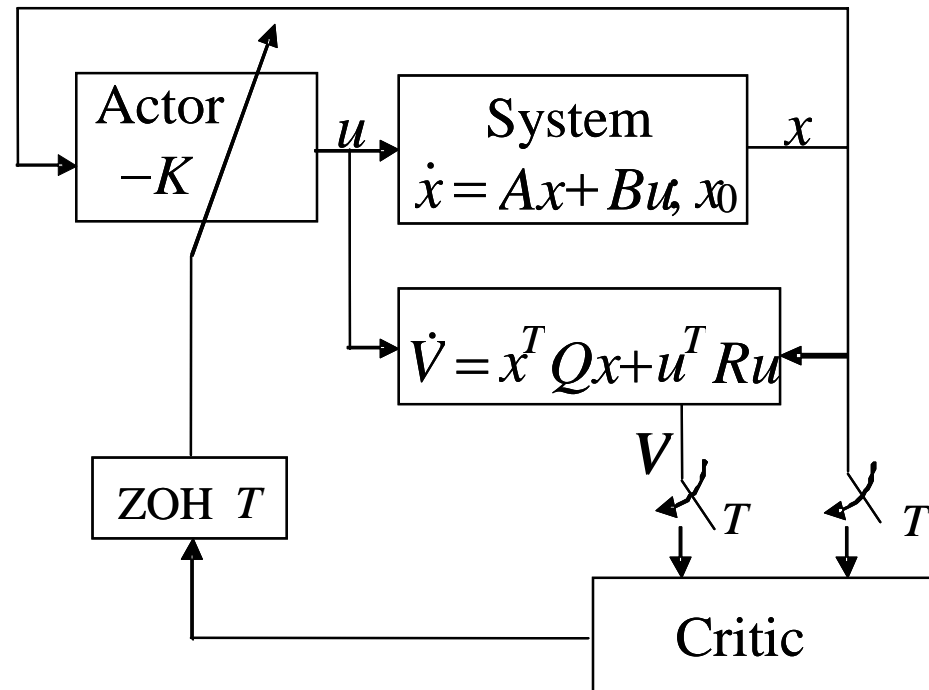 Actor
−K
u
System
ẋ = Ax + Bu; x₀
x
V̇ = xᵀQx + uᵀRu
V
T
T
ZOH T
Critic